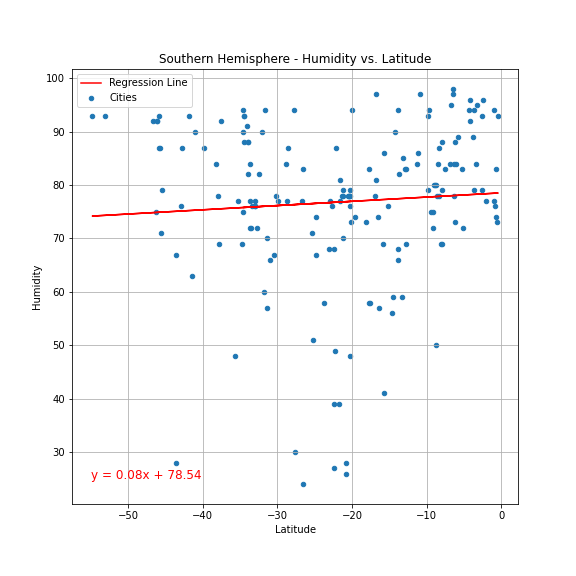 Southern Hemisphere - Humidity vs. Latitude
Regression Line
Cities
100
90
80
70
60
50
40
30
Humidity
y = 0.08x + 78.54
−50
−40
−30
−20
−10
0
Latitude